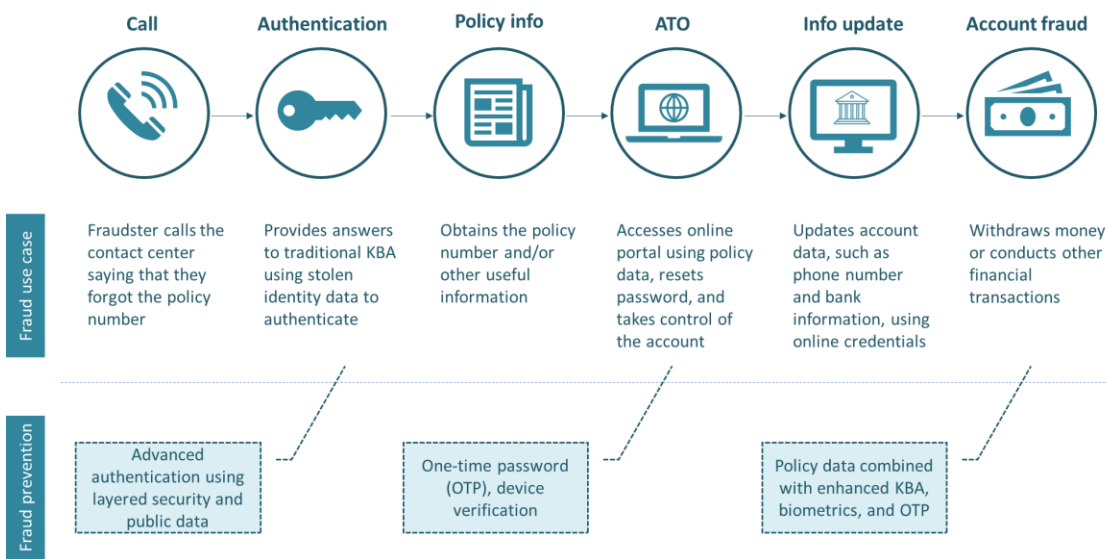 Call
Authentication
Policy info
ATO
Info update
Account fraud
Fraud use case
Fraudster calls the
contact center
saying that they
forgot the policy
number
Provides answers
to traditional KBA
using stolen
identity data to
authenticate
Obtains the policy
number and/or
other useful
information
Accesses online
portal using policy
data, resets
password, and
takes control of
the account
Updates account
data, such as
phone number
and bank
information, using
online credentials
Withdraws money
or conducts other
financial
transactions
Fraud prevention
Advanced
authentication using
layered security and
public data
One-time password
(OTP), device
verification
Policy data combined
with enhanced KBA,
biometrics, and OTP